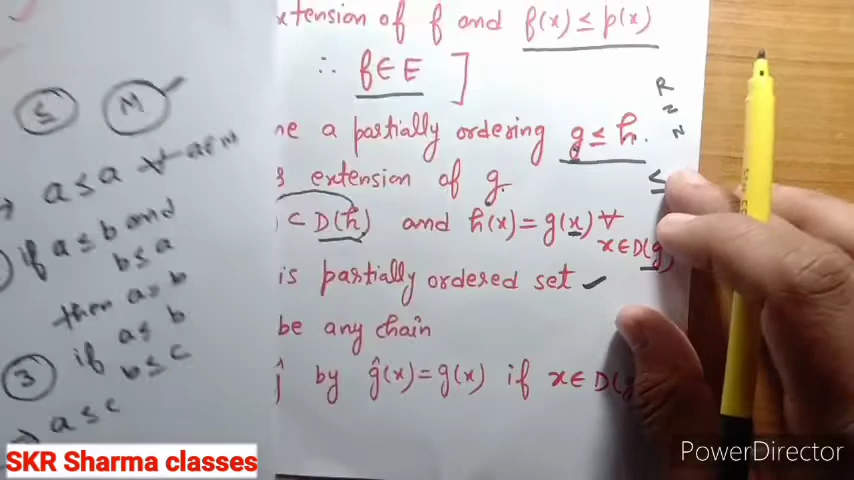 ≤ M
→ a ≤ a ∀ a ∈ M
if a ≤ b and
b ≤ a
then a = b
③ if a ≤ b
b ≤ c
→ a ≤ c
xtension of f and f(x) ≤ p(x)
∴ f ∈ E ]
ne a partially ordering g ≤ h.
s extension of g.
⊂ D(h) and h(x) = g(x) ∀
x ∈ D(g)
is partially ordered set ✓
be any chain
by ĝ(x) = g(x) if x ∈ D(g
R
N
≤
SKR Sharma classes
PowerDirector